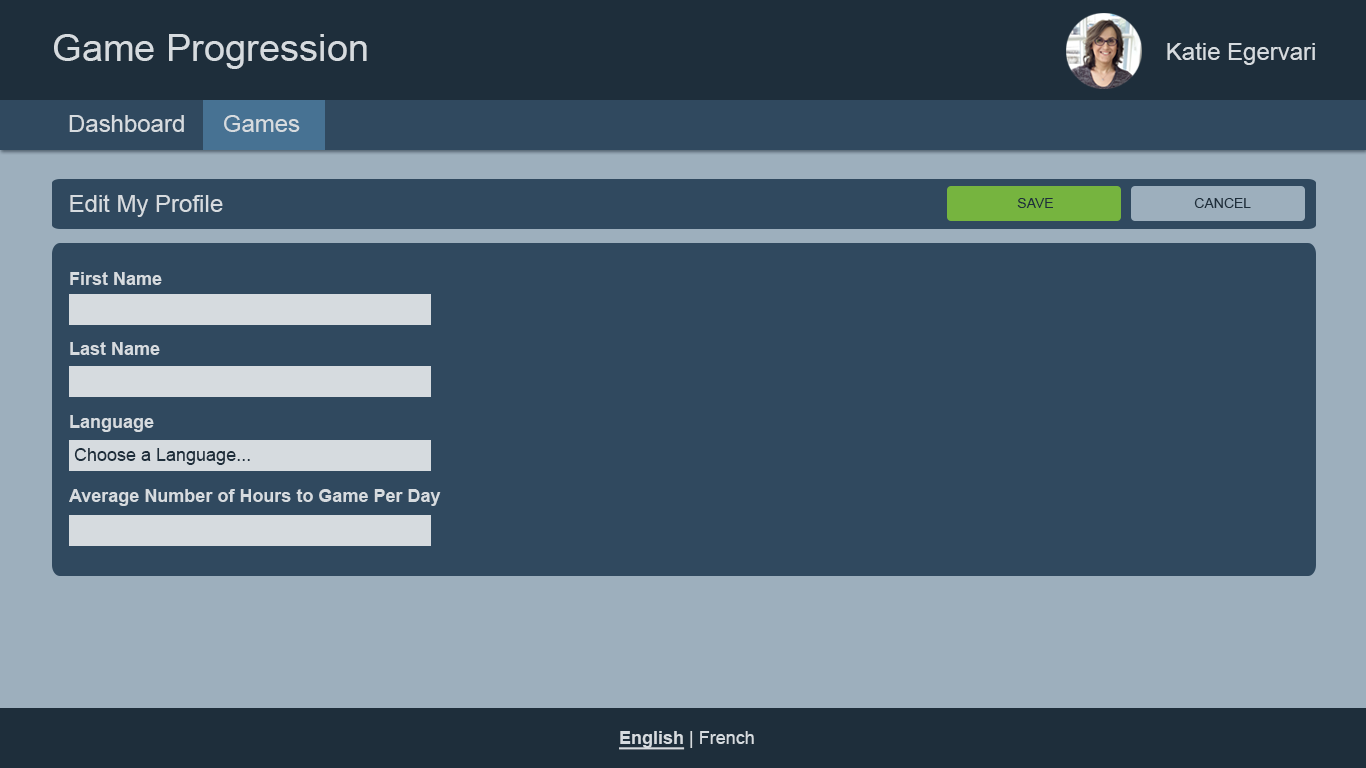 Game Progression
Katie Egervari
Dashboard
Games
Edit My Profile
SAVE
CANCEL
First Name
Last Name
Language
Choose a Language...
Average Number of Hours to Game Per Day
English | French